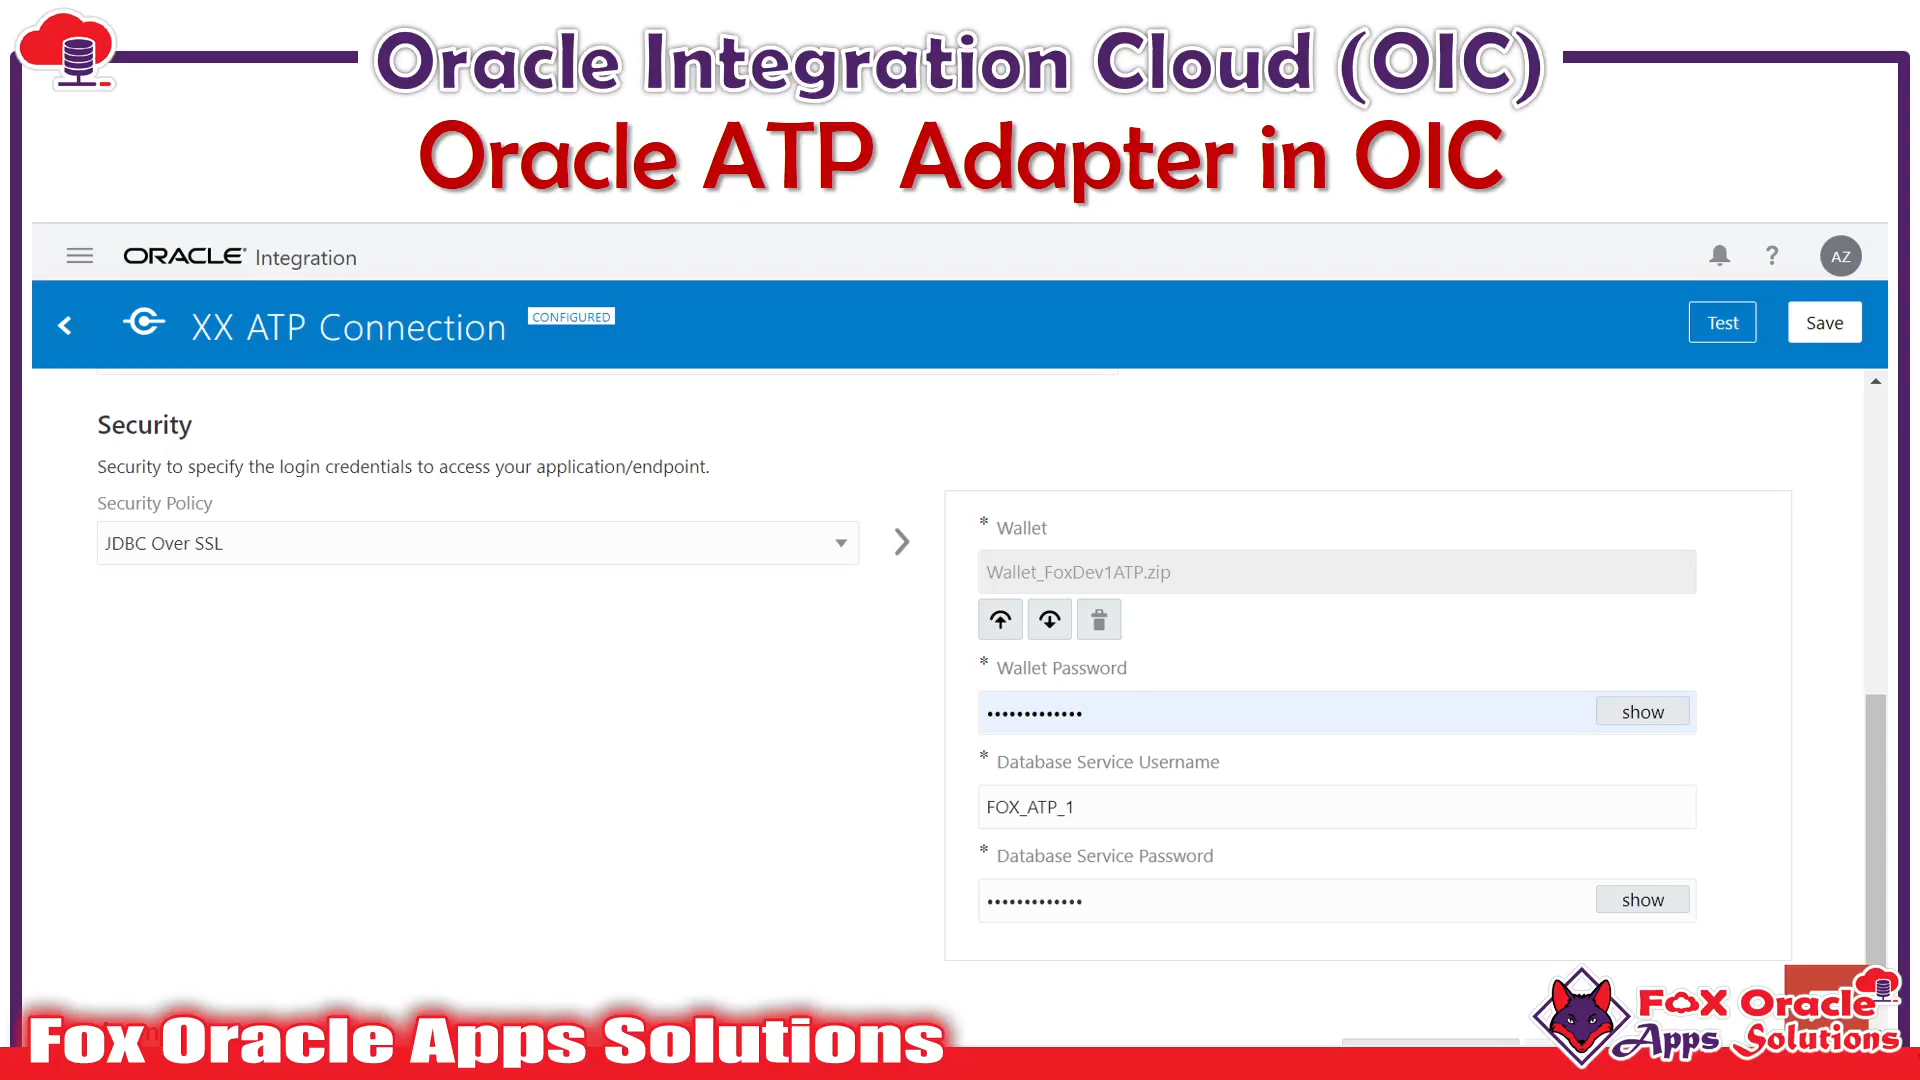 Oracle Integration Cloud (OIC)
Oracle ATP Adapter in OIC
ORACLE Integration
?
AZ
XX ATP Connection
CONFIGURED
Test
Save
Security
Security to specify the login credentials to access your application/endpoint.
Security Policy
JDBC Over SSL
* Wallet
Wallet_FoxDev1ATP.zip
* Wallet Password
•••••••••••••
show
* Database Service Username
FOX_ATP_1
* Database Service Password
•••••••••••••
show
Fox Oracle Apps Solutions
Fox Oracle
Apps Solutions